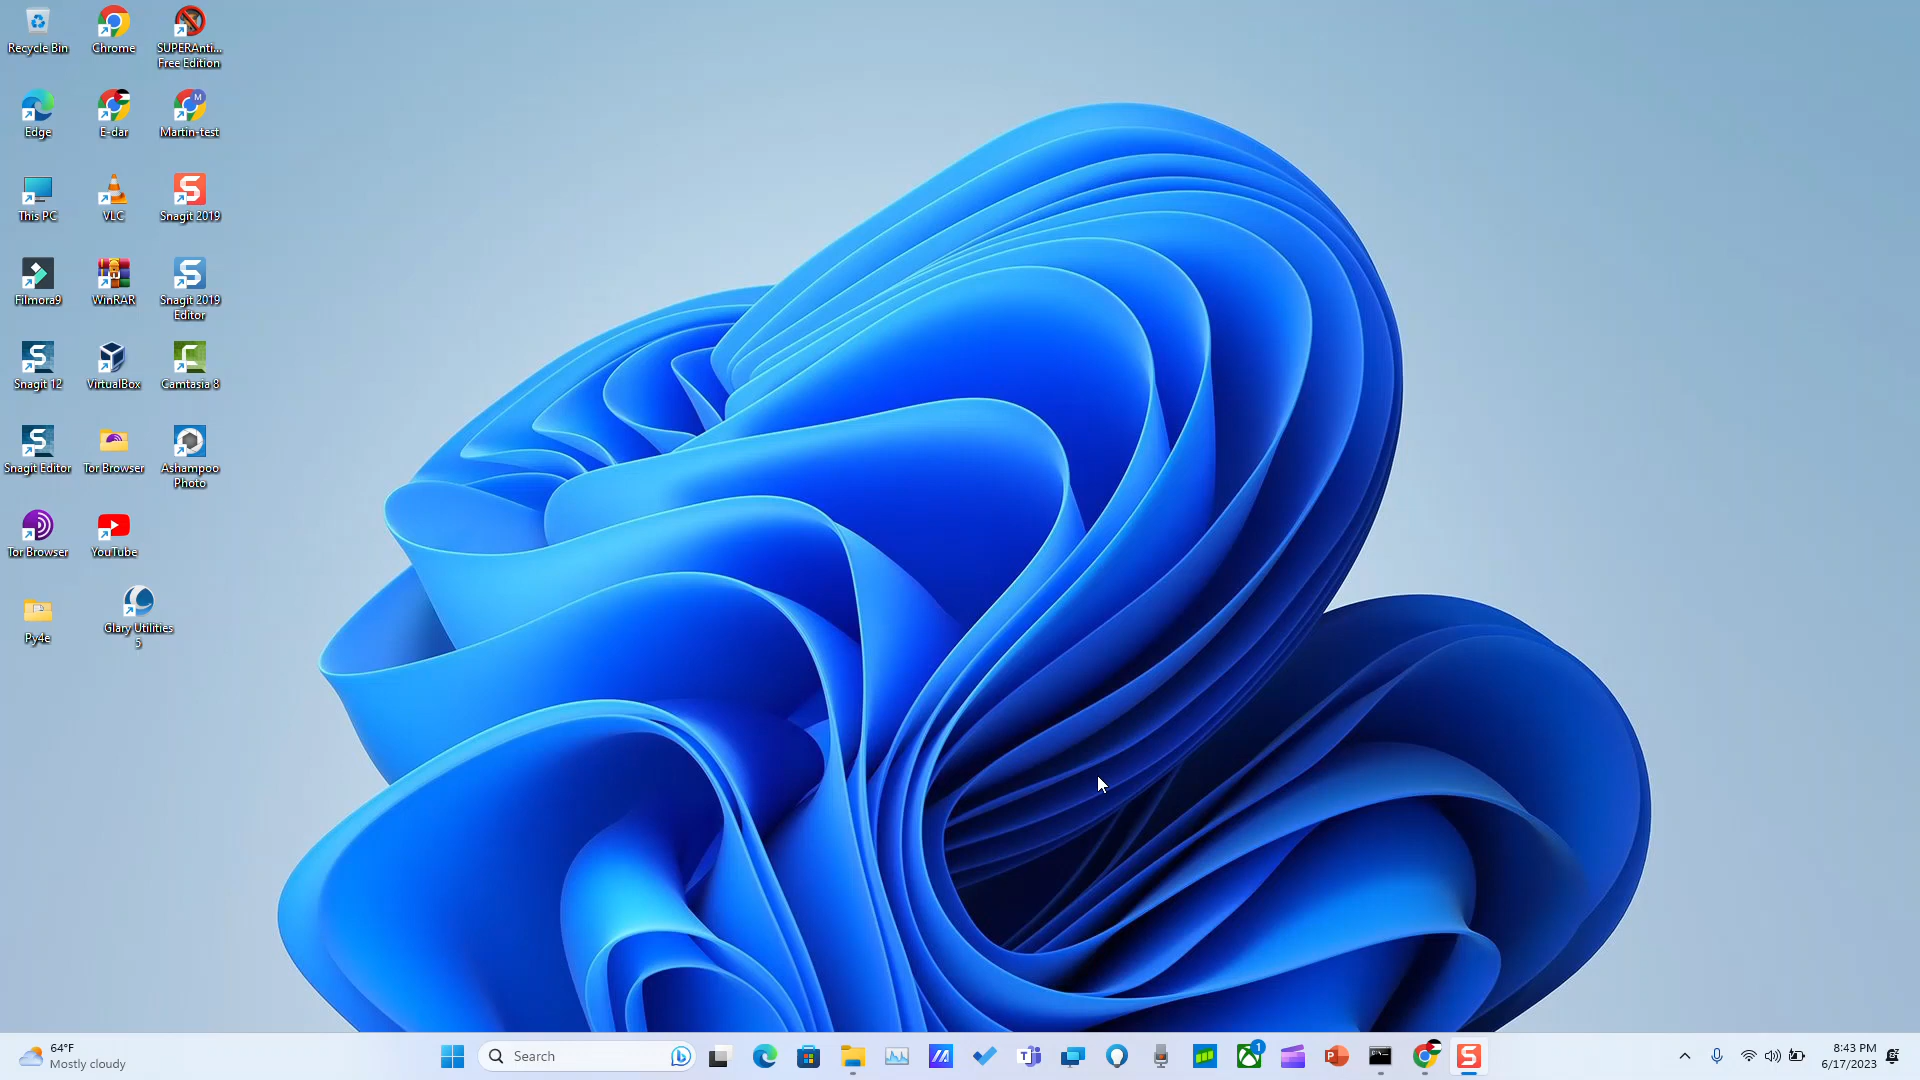 Recycle Bin
Chrome
SUPERAnti...
Free Edition
Edge
E-dar
M
Martin-test
This PC
VLC
Snagit 2019
Filmora9
WinRAR
Snagit 2019
Editor
Snagit 12
VirtualBox
Camtasia 8
Snagit Editor
Tor Browser
Ashampoo
Photo
Tor Browser
YouTube
Py4e
Glary Utilities
5
64°F
Mostly cloudy
Search
1
8:43 PM
6/17/2023